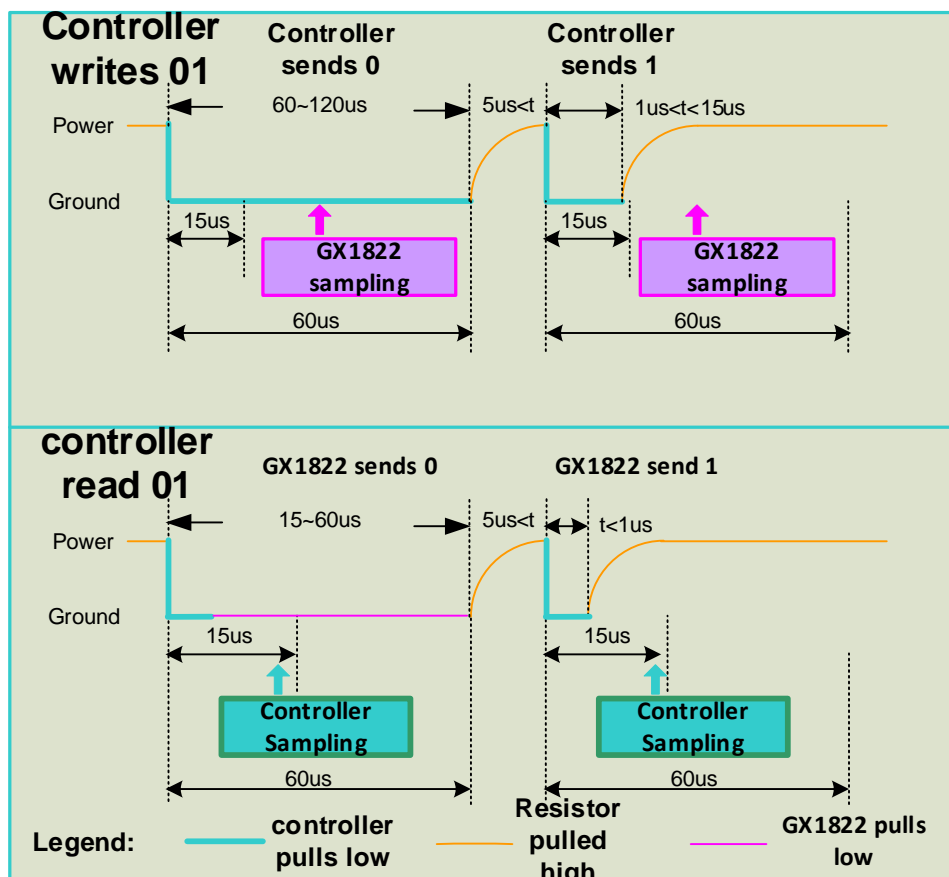 Controller
writes 01
Controller
sends 0
Controller
sends 1
60~120us
5us<t
1us<t<15us
Power
Ground
15us
15us
GX1822
sampling
GX1822
sampling
60us
60us
controller
read 01
GX1822 sends 0
GX1822 send 1
15~60us
5us<t
t<1us
Power
Ground
15us
15us
Controller
Sampling
Controller
Sampling
60us
60us
Legend:
controller
pulls low
Resistor
pulled
high
GX1822 pulls
low